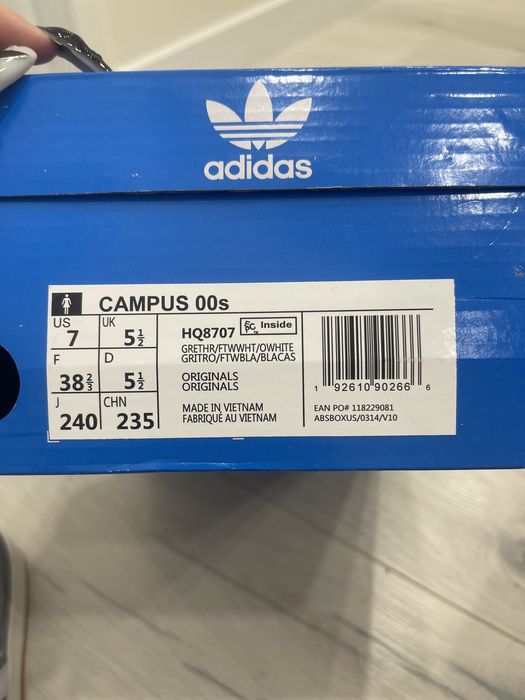 adidas
CAMPUS 00s
US 7 UK 5½
F 38⅔ D 5½
J 240 CHN 235
HQ8707 Inside
GRETHR/FTWWHT/OWHITE
GRITRO/FTWBLA/BLACAS
ORIGINALS
ORIGINALS
MADE IN VIETNAM
FABRIQUÉ AU VIETNAM
1 92610 90266 6
EAN PO# 118229081
ABSBOXUS/0314/V10